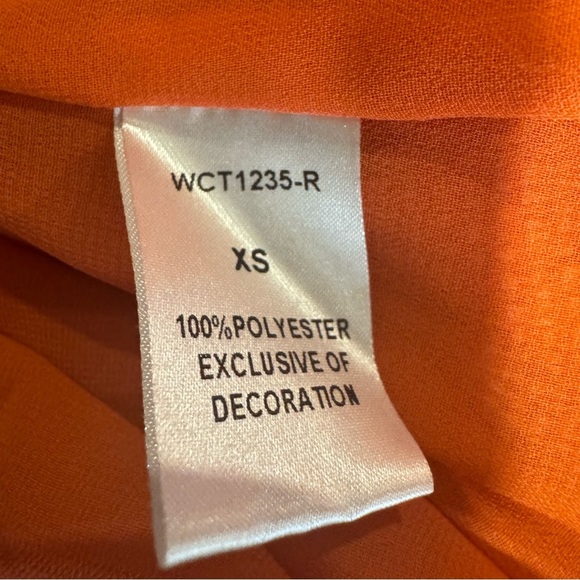 WCT1235-R
XS
100%POLYESTER
EXCLUSIVE OF
DECORATION